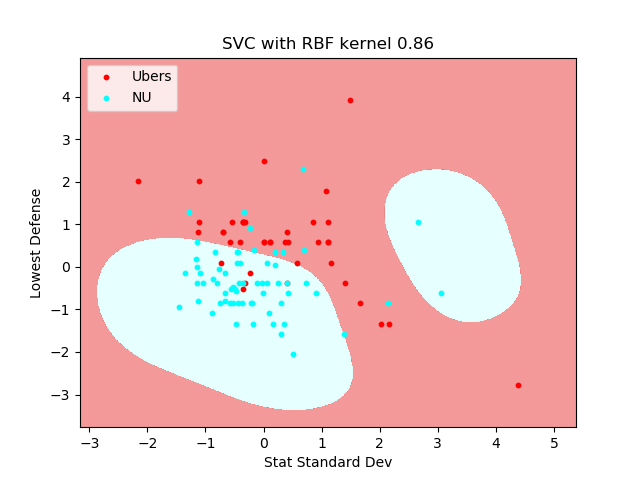 SVC with RBF kernel 0.86
Ubers
NU
4
3
2
1
0
−1
−2
−3
Lowest Defense
−3 −2 −1 0 1 2 3 4 5
Stat Standard Dev